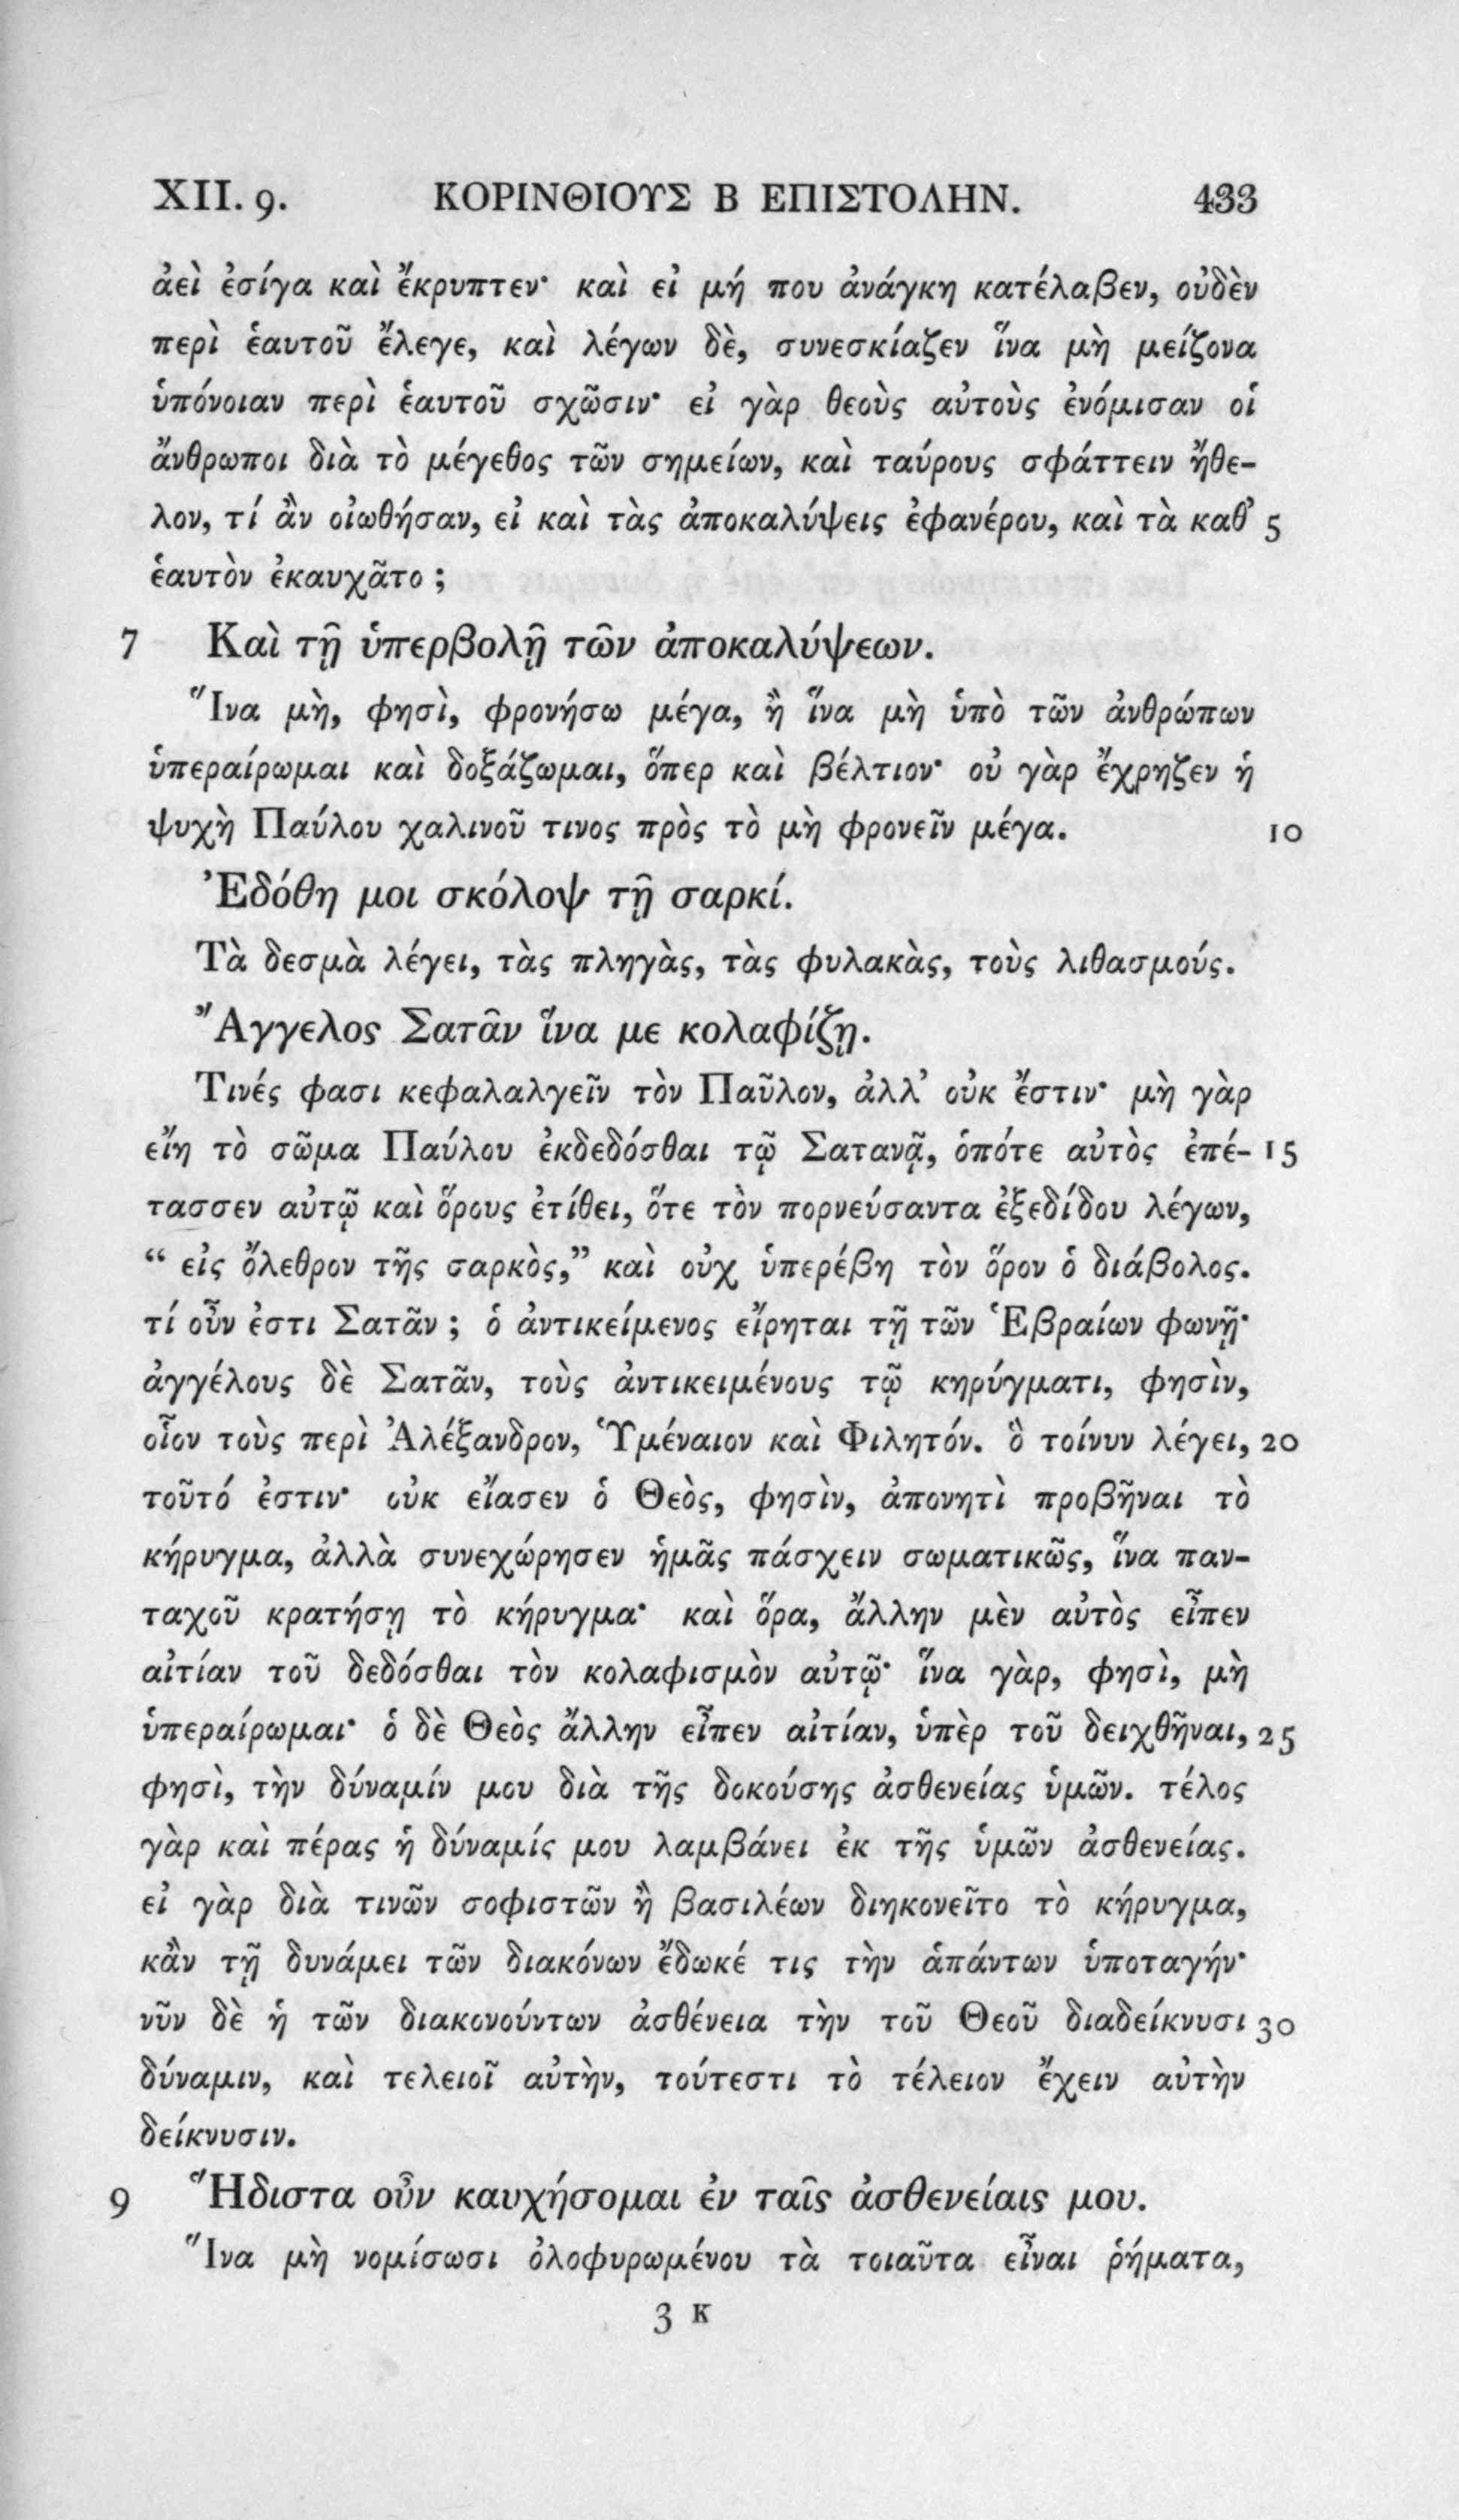 XII. 9. ΚΟΡΙΝΘΙΟΥΣ Β ΕΠΙΣΤΟΛΗΝ. 433
ἀεὶ ἐσίγα καὶ ἔκρυπτεν· καὶ εἰ μή που ἀνάγκη κατέλαβεν, οὐδὲν
περὶ ἑαυτοῦ ἔλεγε, καὶ λέγων δὲ, συνεσκίαζεν ἵνα μὴ μείζονα
ὑπόνοιαν περὶ ἑαυτοῦ σχῶσιν· εἰ γὰρ θεοὺς αὐτοὺς ἐνόμισαν οἱ
ἄνθρωποι διὰ τὸ μέγεθος τῶν σημείων, καὶ ταύρους σφάττειν ἤθε-
λον, τί ἂν οἰωθήσαν, εἰ καὶ τὰς ἀποκαλύψεις ἐφανέρου, καὶ τὰ καθ’ 5
ἑαυτὸν ἐκαυχᾶτο ;
7 Καὶ τῇ ὑπερβολῇ τῶν ἀποκαλύψεων.
Ἵνα μὴ, φησὶ, φρονήσω μέγα, ἢ ἵνα μὴ ὑπὸ τῶν ἀνθρώπων
ὑπεραίρωμαι καὶ δοξάζωμαι, ὅπερ καὶ βέλτιον· οὐ γὰρ ἔχρηζεν ἡ
ψυχὴ Παύλου χαλινοῦ τινος πρὸς τὸ μὴ φρονεῖν μέγα. 10
Ἐδόθη μοι σκόλοψ τῇ σαρκί.
Τὰ δεσμὰ λέγει, τὰς πληγὰς, τὰς φυλακὰς, τοὺς λιθασμούς.
Ἄγγελος Σατᾶν ἵνα με κολαφίζῃ.
Τινές φασι κεφαλαλγεῖν τὸν Παῦλον, ἀλλ’ οὐκ ἔστιν· μὴ γὰρ
εἴη τὸ σῶμα Παύλου ἐκδεδόσθαι τῷ Σατανᾷ, ὁπότε αὐτὸς ἐπέ- 15
τασσεν αὐτῷ καὶ ὅρους ἐτίθει, ὅτε τὸν πορνεύσαντα ἐξεδίδου λέγων,
“ εἰς ὄλεθρον τῆς σαρκὸς,” καὶ οὐχ ὑπερέβη τὸν ὅρον ὁ διάβολος.
τί οὖν ἐστι Σατᾶν ; ὁ ἀντικείμενος εἴρηται τῇ τῶν Ἑβραίων φωνῇ·
ἀγγέλους δὲ Σατᾶν, τοὺς ἀντικειμένους τῷ κηρύγματι, φησὶν,
οἷον τοὺς περὶ Ἀλέξανδρον, Ὑμέναιον καὶ Φιλητόν. ὃ τοίνυν λέγει, 20
τοῦτό ἐστιν· οὐκ εἴασεν ὁ Θεὸς, φησὶν, ἀπονητὶ προβῆναι τὸ
κήρυγμα, ἀλλὰ συνεχώρησεν ἡμᾶς πάσχειν σωματικῶς, ἵνα παν-
ταχοῦ κρατήσῃ τὸ κήρυγμα· καὶ ὅρα, ἄλλην μὲν αὐτὸς εἶπεν
αἰτίαν τοῦ δεδόσθαι τὸν κολαφισμὸν αὐτῷ· ἵνα γὰρ, φησὶ, μὴ
ὑπεραίρωμαι· ὁ δὲ Θεὸς ἄλλην εἶπεν αἰτίαν, ὑπὲρ τοῦ δειχθῆναι, 25
φησὶ, τὴν δύναμίν μου διὰ τῆς δοκούσης ἀσθενείας ὑμῶν. τέλος
γὰρ καὶ πέρας ἡ δύναμίς μου λαμβάνει ἐκ τῆς ὑμῶν ἀσθενείας.
εἰ γὰρ διὰ τινῶν σοφιστῶν ἢ βασιλέων διηκονεῖτο τὸ κήρυγμα,
κἂν τῇ δυνάμει τῶν διακόνων ἔδωκέ τις τὴν ἁπάντων ὑποταγήν·
νῦν δὲ ἡ τῶν διακονούντων ἀσθένεια τὴν τοῦ Θεοῦ διαδείκνυσι 30
δύναμιν, καὶ τελειοῖ αὐτὴν, τούτεστι τὸ τέλειον ἔχειν αὐτὴν
δείκνυσιν.
9 Ἥδιστα οὖν καυχήσομαι ἐν ταῖς ἀσθενείαις μου.
Ἵνα μὴ νομίσωσι ὀλοφυρωμένου τὰ τοιαῦτα εἶναι ῥήματα,
3 K